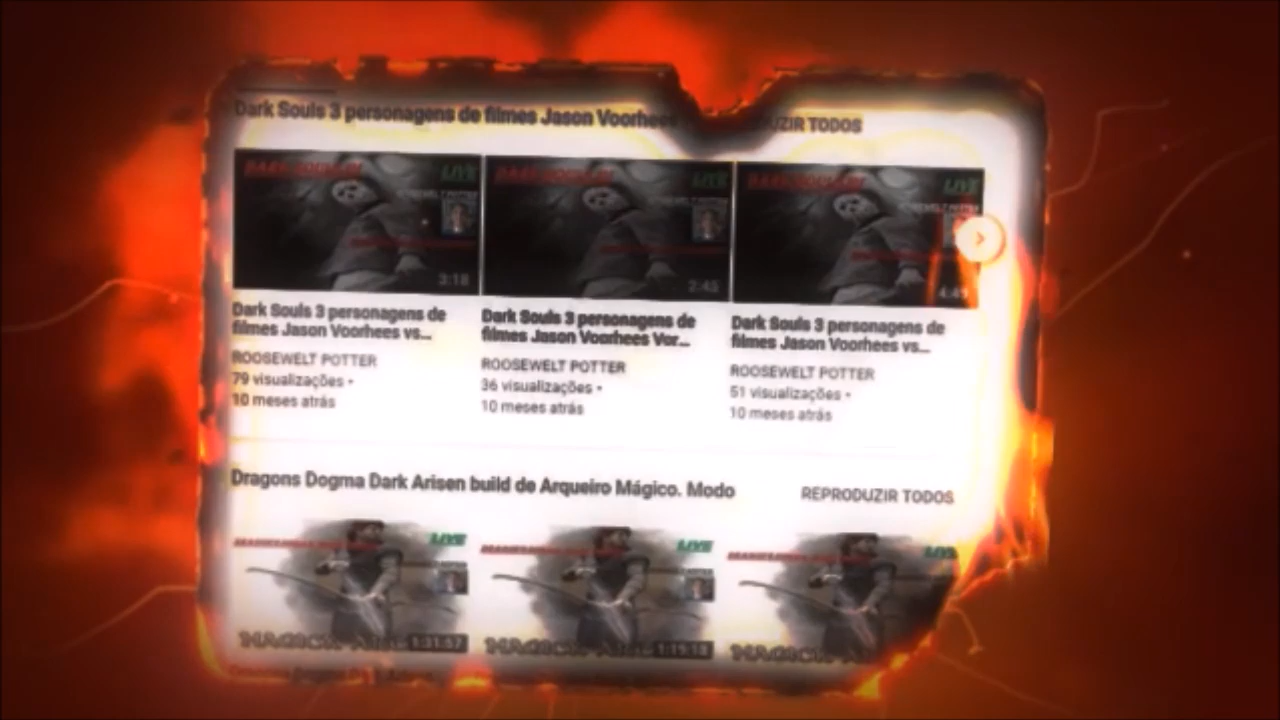 Dark Souls 3 personagens de filmes Jason Voorhees
UZIR TODOS
LIVE
3:18
LIVE
2:45
LIVE
Dark Souls 3 personagens de
filmes Jason Voorhees vs...
ROOSEWELT POTTER
79 visualizações •
10 meses atrás
Dark Souls 3 personagens de
filmes Jason Voorhees Vor...
ROOSEWELT POTTER
36 visualizações •
10 meses atrás
Dark Souls 3 personagens de
filmes Jason Voorhees vs...
ROOSEWELT POTTER
51 visualizações •
10 meses atrás
Dragons Dogma Dark Arisen build de Arqueiro Mágico. Modo
REPRODUZIR TODOS
LIVE
1:31:57
LIVE
1:19:18
LIVE